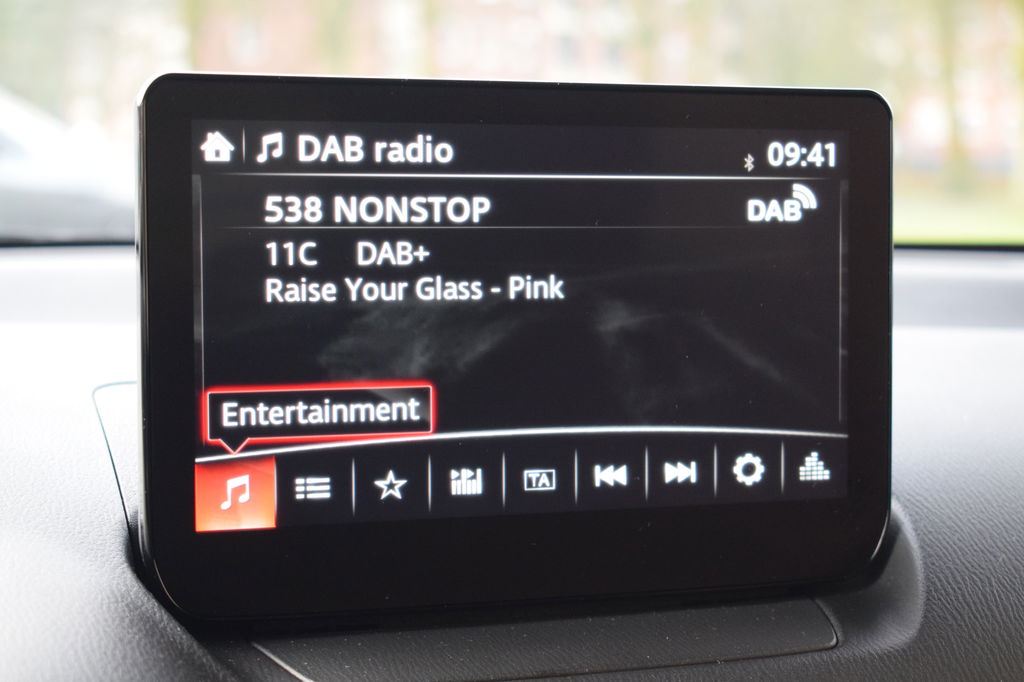 DAB radio 09:41
538 NONSTOP DAB
11C DAB+
Raise Your Glass - Pink
Entertainment
TA